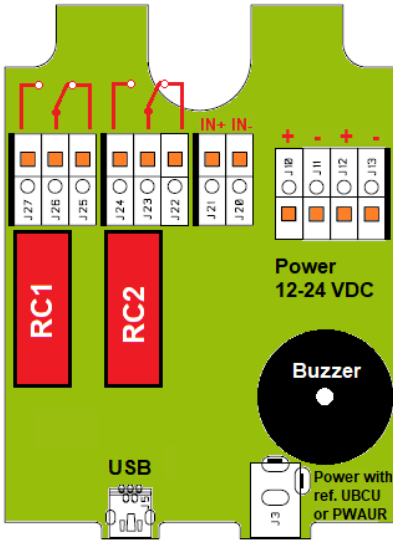 IN+ IN-
+ - + -
J27 J26 J25 J24 J23 J22 J21 J20
J10 J11 J12 J13
Power
12-24 VDC
RC1
RC2
Buzzer
USB
J5
Power with
ref. UBCU
or PWAUR
J3